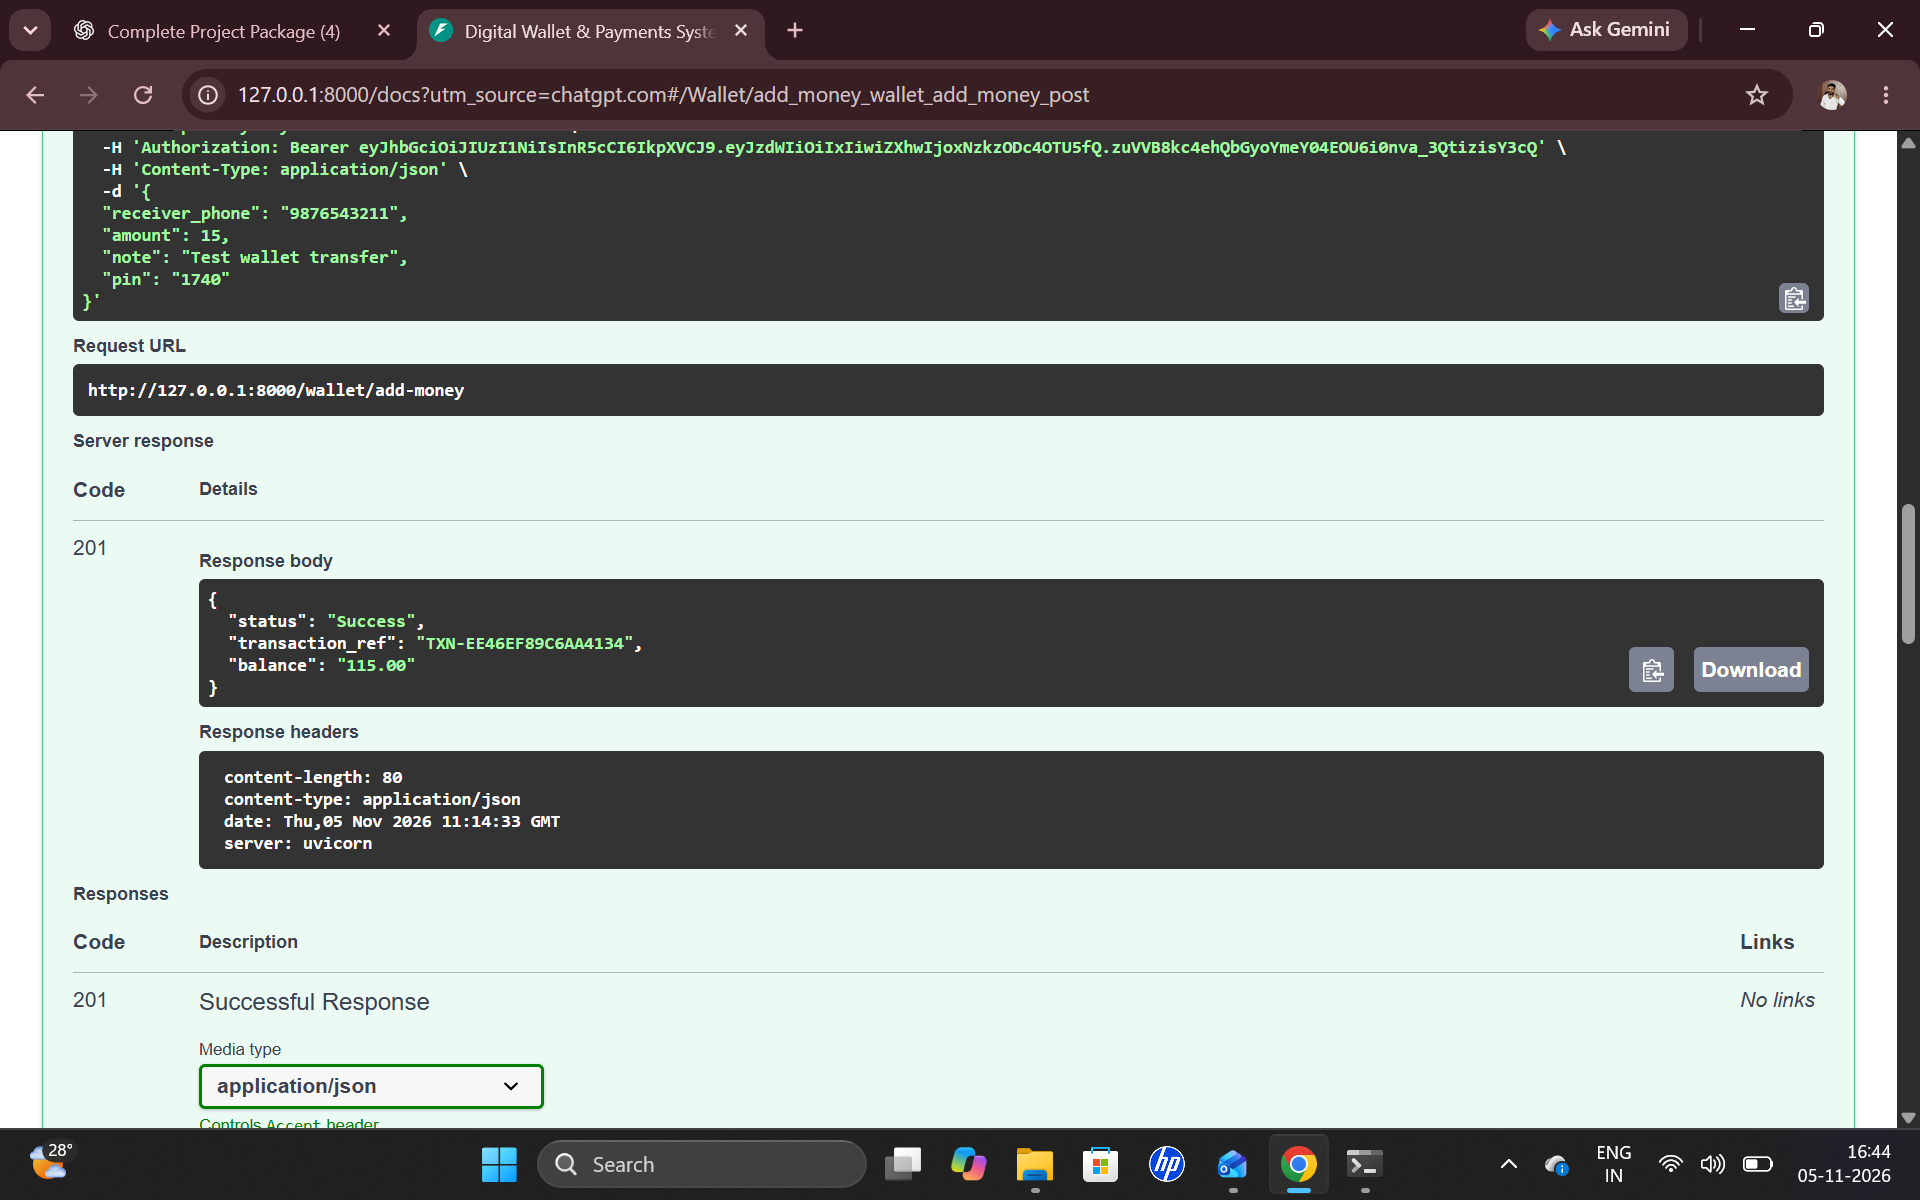 Complete Project Package (4)
Digital Wallet & Payments Syste
Ask Gemini
127.0.0.1:8000/docs?utm_source=chatgpt.com#/Wallet/add_money_wallet_add_money_post
-H 'Authorization: Bearer eyJhbGciOiJIUzI1NiIsInR5cCI6IkpXVCJ9.eyJzdWIiOiIxIiwiZXhwIjoxNzkzODc4OTU5fQ.zuVVB8kc4ehQbGyoYmeY04EOU6i0nva_3QtizisY3cQ' \
-H 'Content-Type: application/json' \
-d '{
"receiver_phone": "9876543211",
"amount": 15,
"note": "Test wallet transfer",
"pin": "1740"
}'
Request URL
http://127.0.0.1:8000/wallet/add-money
Server response
Code Details
201
Response body
{
"status": "Success",
"transaction_ref": "TXN-EE46EF89C6AA4134",
"balance": "115.00"
}
Download
Response headers
content-length: 80
content-type: application/json
date: Thu,05 Nov 2026 11:14:33 GMT
server: uvicorn
Responses
Code Description Links
201 Successful Response No links
Media type
application/json
Controls Accept header
28°
Search
hp
ENG
IN
16:44
05-11-2026